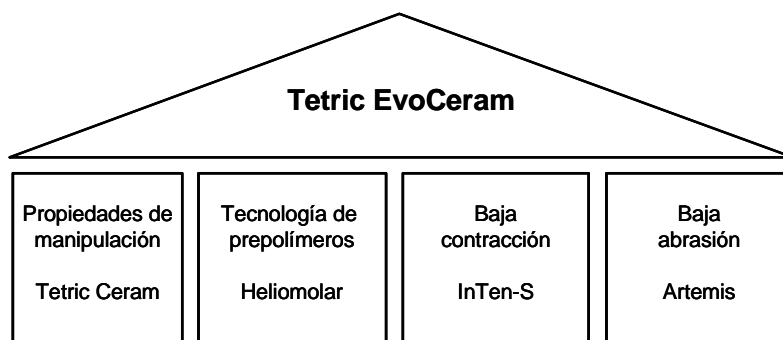 Tetric EvoCeram
Propiedades de
manipulación
Tetric Ceram
Tecnología de
prepolímeros
Heliomolar
Baja
contracción
InTen-S
Baja
abrasión
Artemis